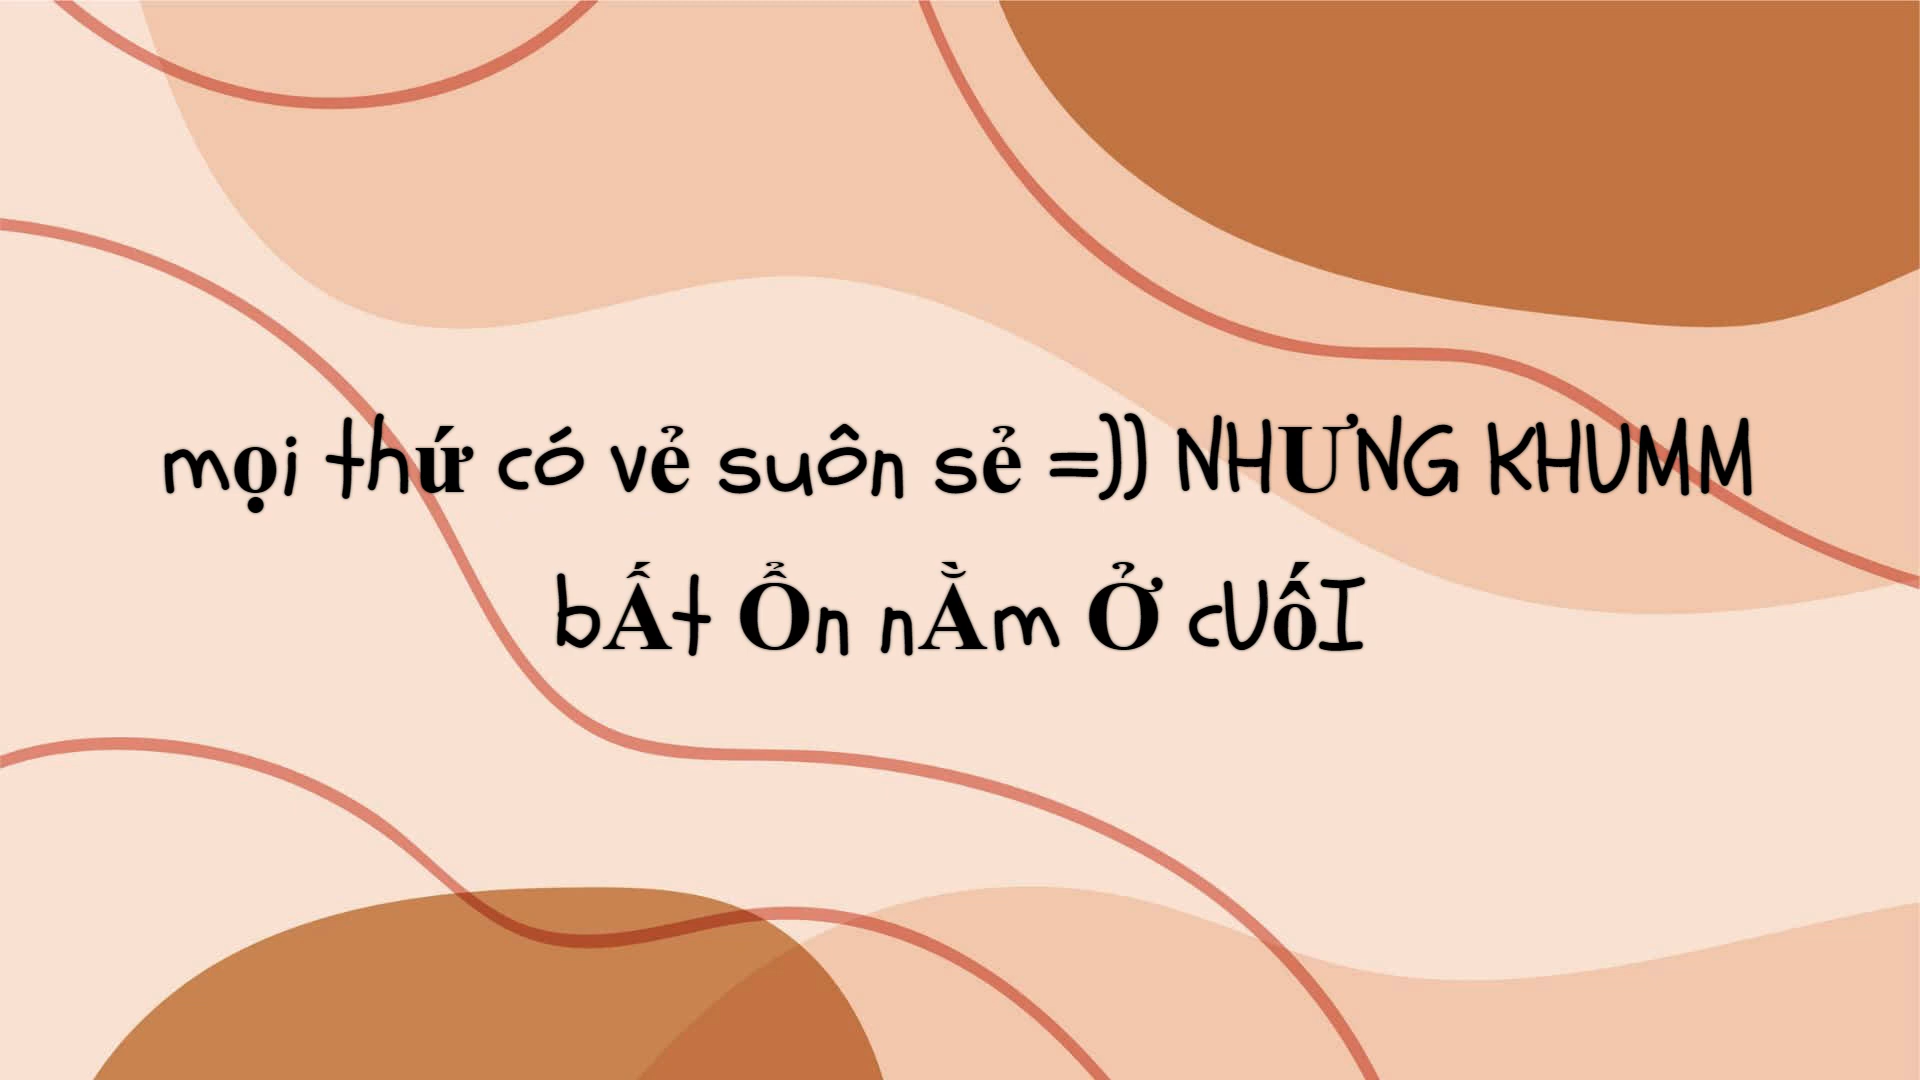 mọi thứ có vẻ suôn sẻ =)) NHƯNG KHUMM
bẤt Ổn nẰm Ở cUốI